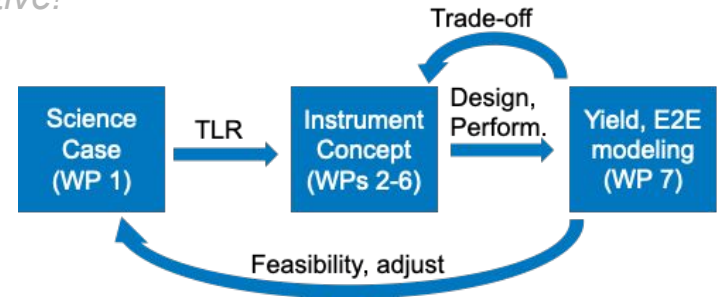 Trade-off
Science
Case
(WP 1)
TLR
Instrument
Concept
(WPs 2-6)
Design,
Perform.
Yield, E2E
modeling
(WP 7)
Feasibility, adjust